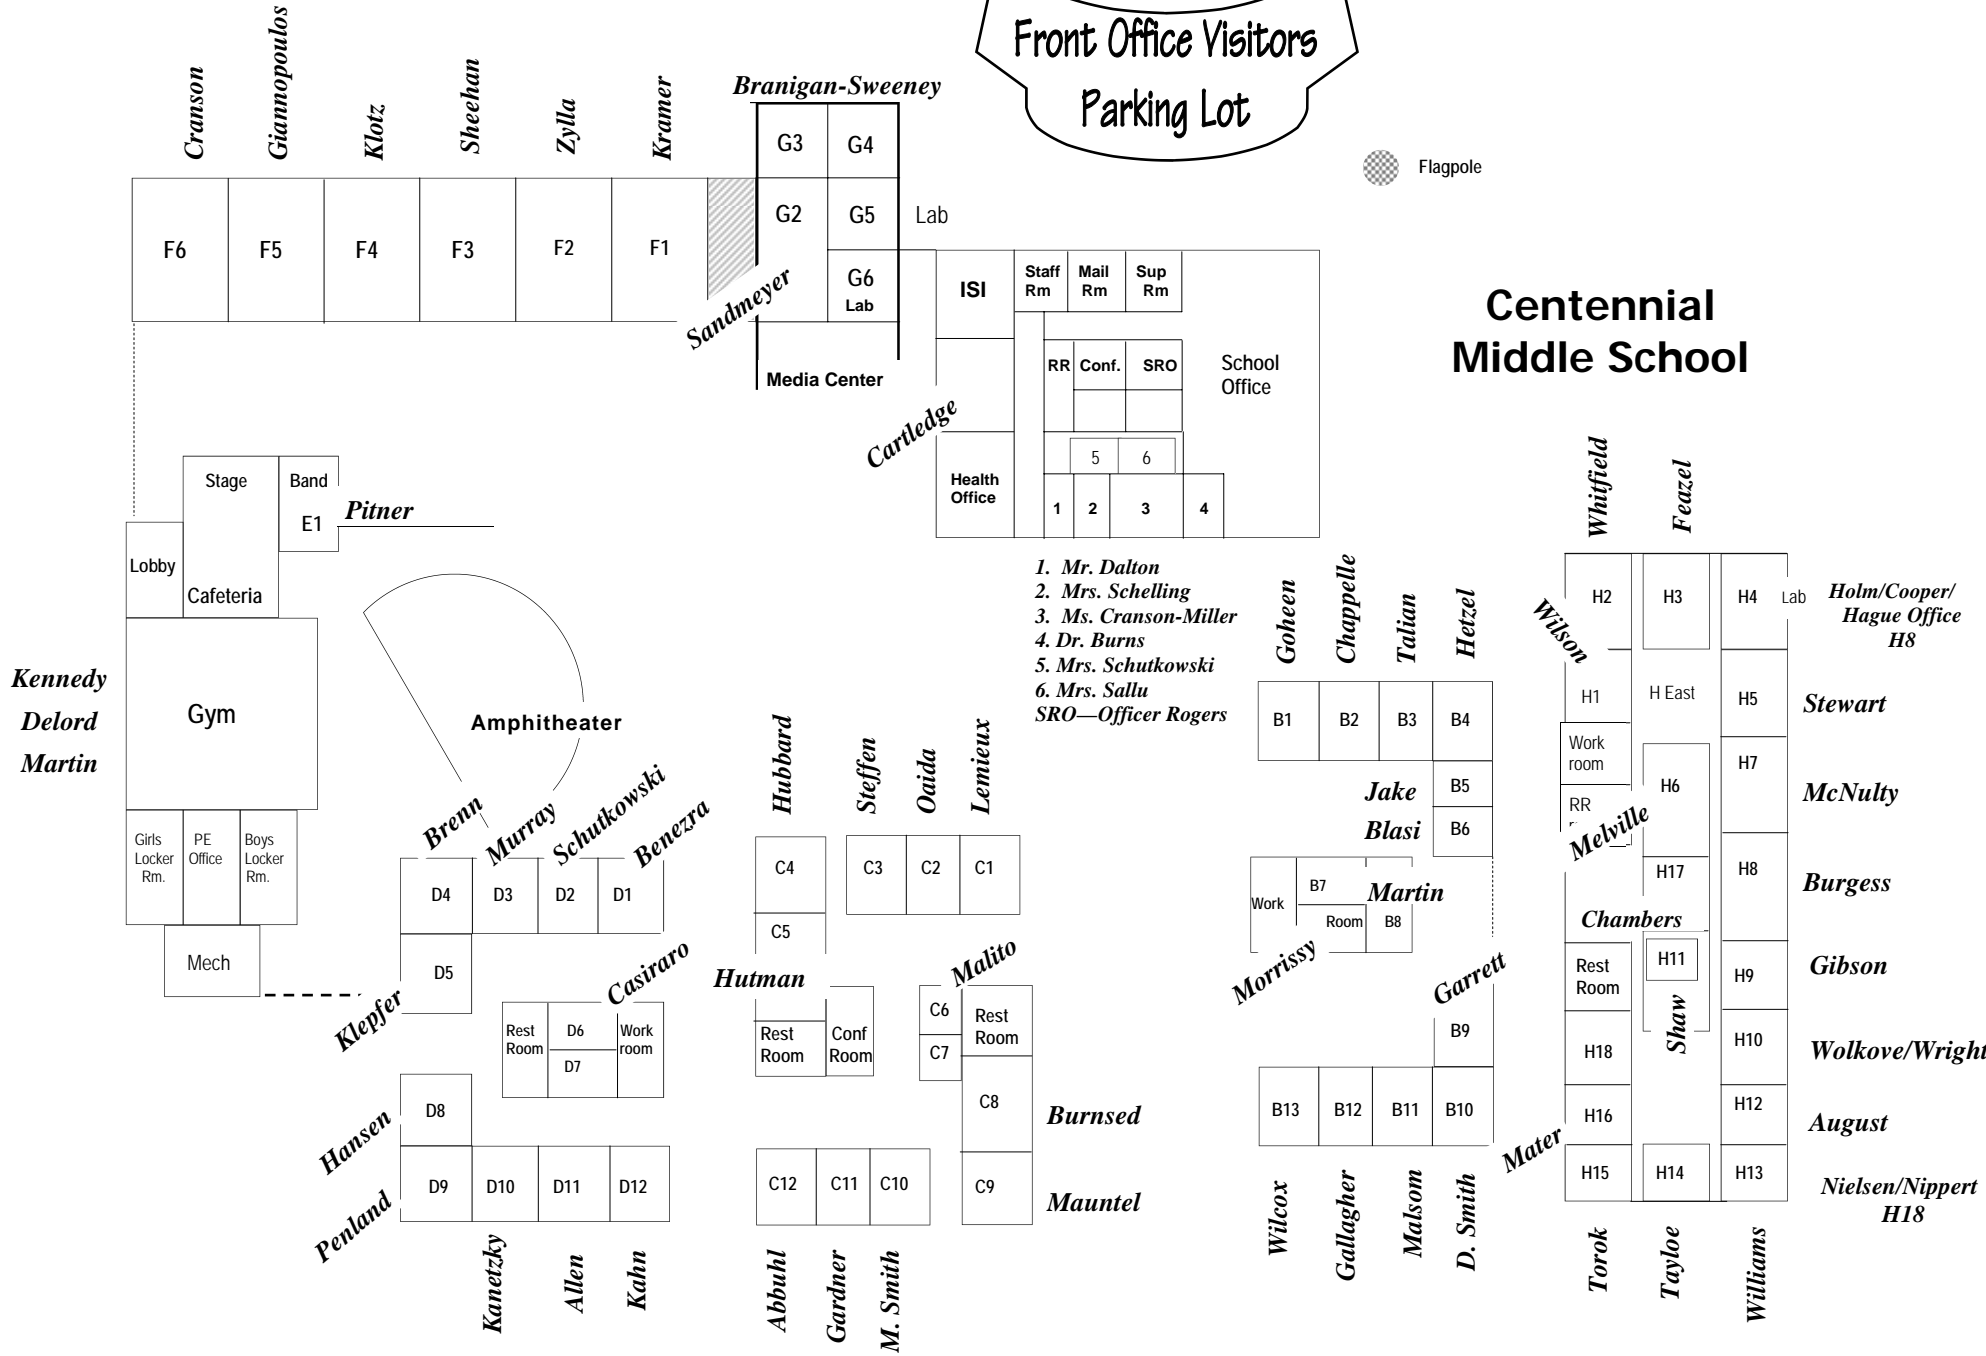 Front Office Visitors
Parking Lot
Flagpole
Centennial
Middle School
Cranson
Giannopoulos
Klotz
Sheehan
Zylla
Kramer
Branigan-Sweeney
F6
F5
F4
F3
F2
F1
G3
G4
G2
G5
Lab
G6
Lab
Sandmeyer
Media Center
ISI
Staff
Rm
Mail
Rm
Sup
Rm
RR
Conf.
SRO
School
Office
Cartledge
Health
Office
5
6
1
2
3
4
1. Mr. Dalton
2. Mrs. Schelling
3. Ms. Cranson-Miller
4. Dr. Burns
5. Mrs. Schutkowski
6. Mrs. Sallu
SRO—Officer Rogers
Stage
Band
E1
Pitner
Lobby
Cafeteria
Kennedy
Delord
Martin
Gym
Amphitheater
Girls
Locker
Rm.
PE
Office
Boys
Locker
Rm.
Mech
Brenn
Murray
Schutkowski
Benezra
D4
D3
D2
D1
D5
Klepfer
Casiraro
Rest
Room
D6
D7
Work
room
Hansen
D8
Penland
D9
D10
D11
D12
Kanetzky
Allen
Kahn
Hubbard
Steffen
Oaida
Lemieux
C4
C3
C2
C1
C5
Hutman
Malito
Rest
Room
Conf
Room
C6
C7
Rest
Room
C8
Burnsed
C12
C11
C10
C9
Mauntel
Abbuhl
Gardner
M. Smith
Goheen
Chappelle
Talian
Hetzel
B1
B2
B3
B4
Jake
B5
Blasi
B6
Work
B7
Room
Martin
B8
Morrissy
Garrett
B9
B13
B12
B11
B10
Wilcox
Gallagher
Malsom
D. Smith
Whitfield
Feazel
Wilson
H2
H3
H4
Lab
Holm/Cooper/
Hague Office
H8
H1
H East
H5
Stewart
Work
room
H7
McNulty
RR
H6
Melville
H17
H8
Burgess
Chambers
Rest
Room
H11
H9
Gibson
Shaw
H18
H10
Wolkove/Wright
H16
H12
August
Mater
H15
H14
H13
Nielsen/Nippert
H18
Torok
Tayloe
Williams